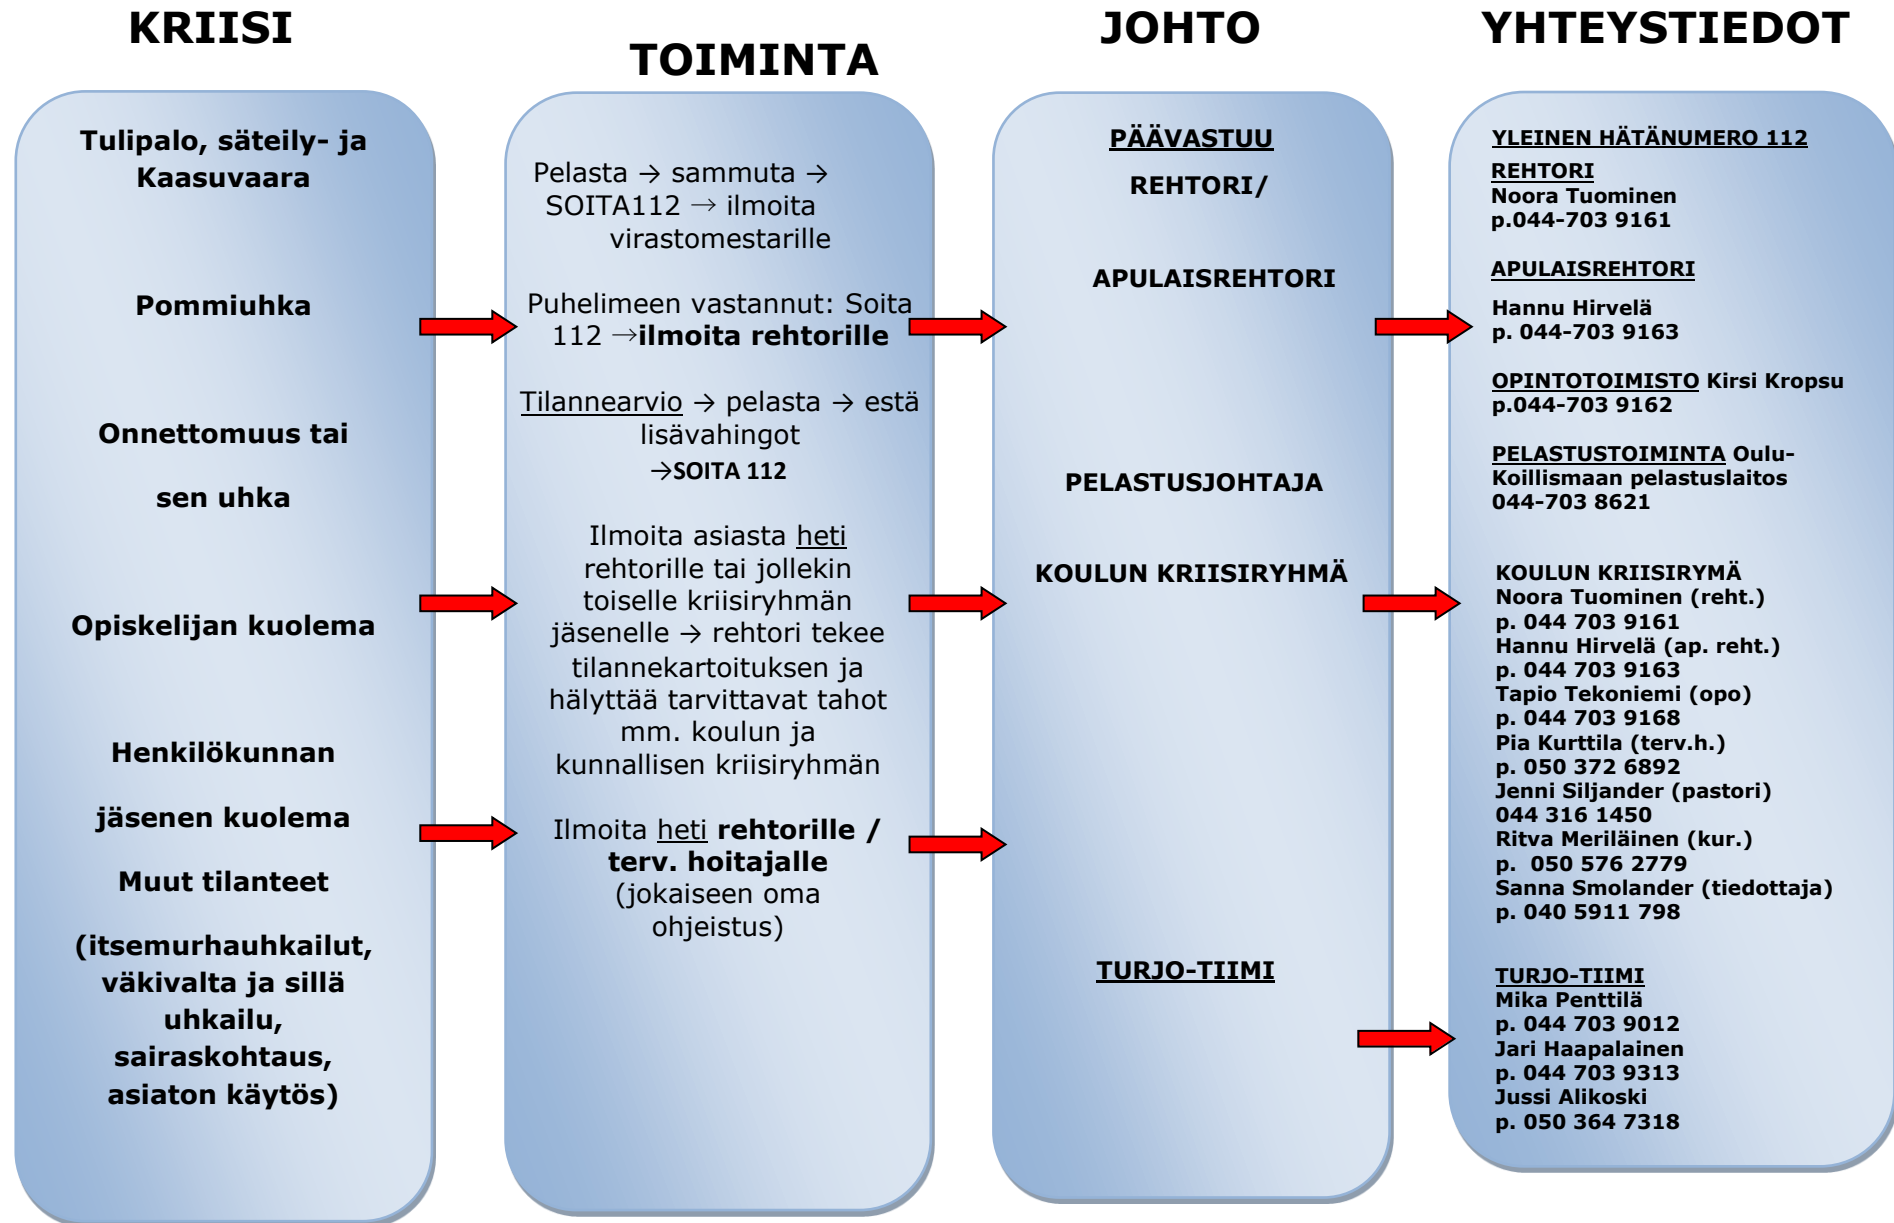 KRIISI
Tulipalo, säteily- ja
Kaasuvaara
Pommiuhka
Onnettomuus tai
sen uhka
Opiskelijan kuolema
Henkilökunnan
jäsenen kuolema
Muut tilanteet
(itsemurhauhkailut,
väkivalta ja sillä
uhkailu,
sairaskohtaus,
asiaton käytös)
TOIMINTA
Pelasta → sammuta →
SOITA112 → ilmoita
virastomestarille
Puhelimeen vastannut: Soita
112 →ilmoita rehtorille
Tilannearvio → pelasta → estä
lisävahingot
→SOITA 112
Ilmoita asiasta heti
rehtorille tai jollekin
toiselle kriisiryhmän
jäsenelle → rehtori tekee
tilannekartoituksen ja
hälyttää tarvittavat tahot
mm. koulun ja
kunnallisen kriisiryhmän
Ilmoita heti rehtorille /
terv. hoitajalle
(jokaiseen oma
ohjeistus)
JOHTO
PÄÄVASTUU
REHTORI/
APULAISREHTORI
PELASTUSJOHTAJA
KOULUN KRIISIRYHMÄ
TURJO-TIIMI
YHTEYSTIEDOT
YLEINEN HÄTÄNUMERO 112
REHTORI
Noora Tuominen
p.044-703 9161
APULAISREHTORI
Hannu Hirvelä
p. 044-703 9163
OPINTOTOIMISTO Kirsi Kropsu
p.044-703 9162
PELASTUSTOIMINTA Oulu-
Koillismaan pelastuslaitos
044-703 8621
KOULUN KRIISIRYMÄ
Noora Tuominen (reht.)
p. 044 703 9161
Hannu Hirvelä (ap. reht.)
p. 044 703 9163
Tapio Tekoniemi (opo)
p. 044 703 9168
Pia Kurttila (terv.h.)
p. 050 372 6892
Jenni Siljander (pastori)
044 316 1450
Ritva Meriläinen (kur.)
p.  050 576 2779
Sanna Smolander (tiedottaja)
p. 040 5911 798
TURJO-TIIMI
Mika Penttilä
p. 044 703 9012
Jari Haapalainen
p. 044 703 9313
Jussi Alikoski
p. 050 364 7318